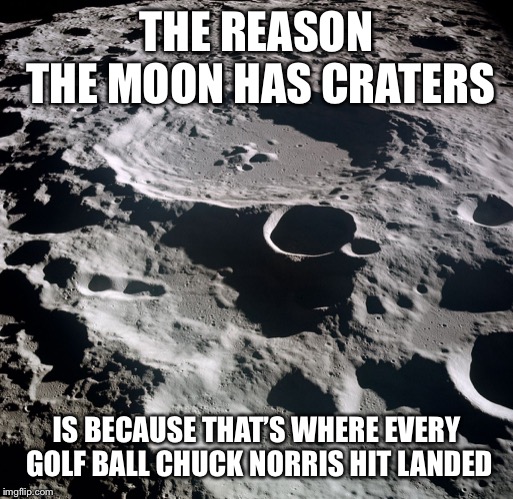 THE REASON
THE MOON HAS CRATERS
IS BECAUSE THAT'S WHERE EVERY
GOLF BALL CHUCK NORRIS HIT LANDED
imgflip.com